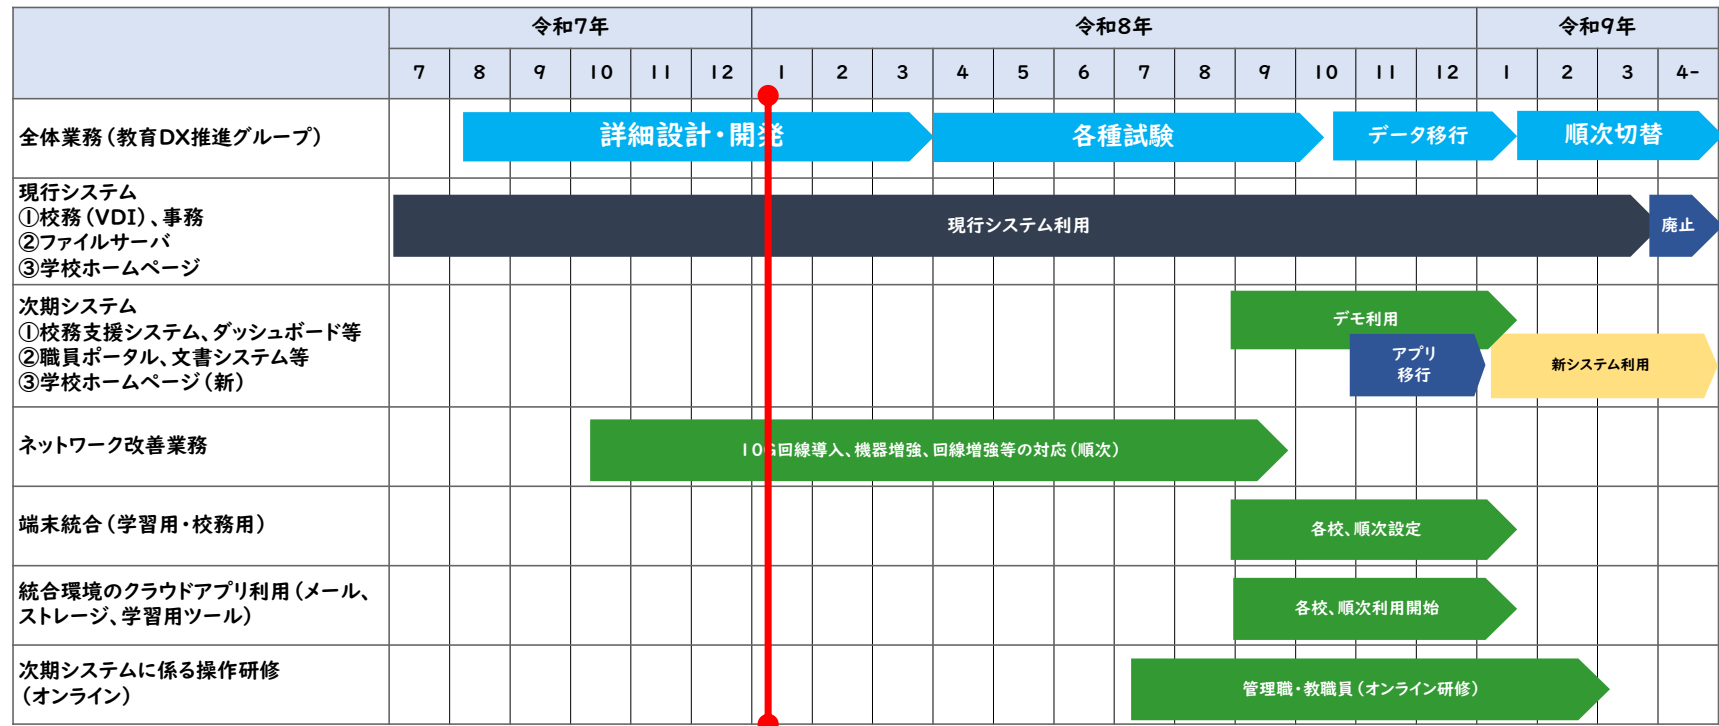 令和7年 令和8年 令和9年
7 8 9 10 11 12 1 2 3 4 5 6 7 8 9 10 11 12 1 2 3 4-
全体業務(教育DX推進グループ) 詳細設計・開発 各種試験 データ移行 順次切替
現行システム
①校務(VDI)、事務
②ファイルサーバ
③学校ホームページ
現行システム利用 廃止
次期システム
①校務支援システム、ダッシュボード等
②職員ポータル、文書システム等
③学校ホームページ(新)
デモ利用
アプリ
移行
新システム利用
ネットワーク改善業務 10G回線導入、機器増強、回線増強等の対応(順次)
端末統合(学習用・校務用) 各校、順次設定
統合環境のクラウドアプリ利用(メール、
ストレージ、学習用ツール)
各校、順次利用開始
次期システムに係る操作研修
(オンライン)
管理職・教職員(オンライン研修)